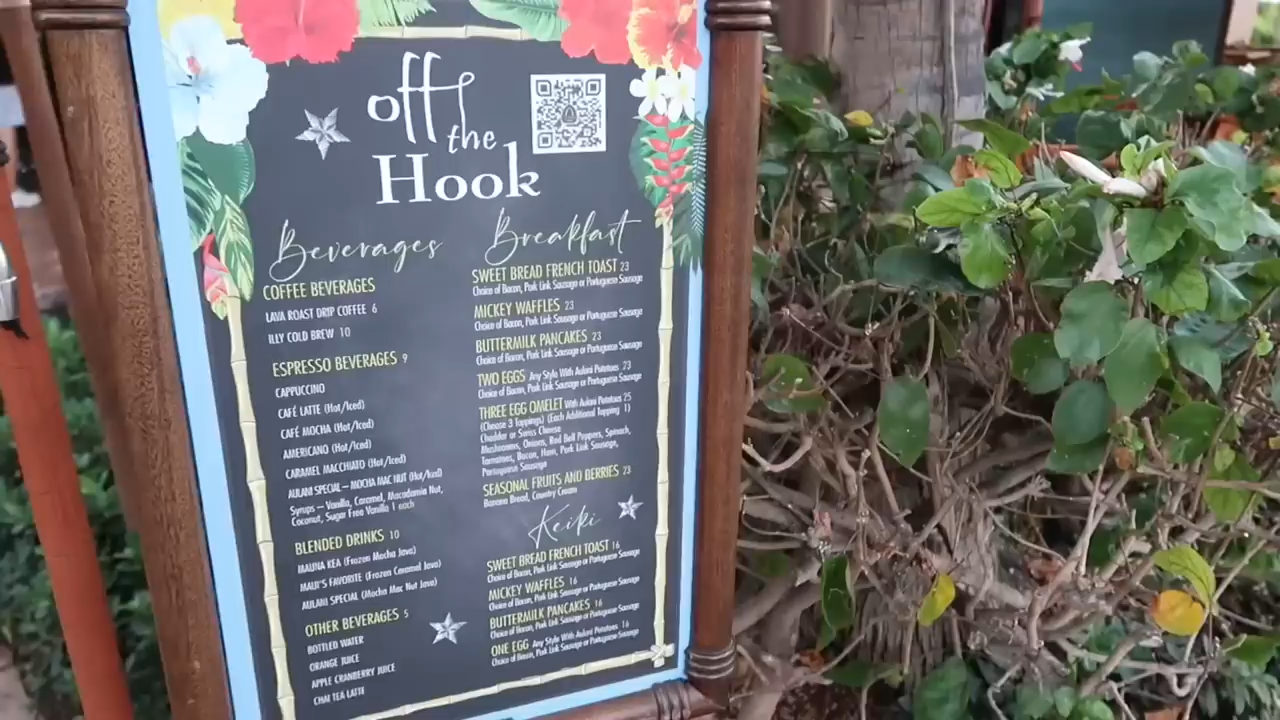 off
the
Hook
Beverages
COFFEE BEVERAGES
LAVA ROAST DRIP COFFEE 6
ILLY COLD BREW 10
ESPRESSO BEVERAGES 9
CAPPUCCINO
CAFÉ LATTE (Hot/Iced)
CAFÉ MOCHA (Hot/Iced)
AMERICANO (Hot/Iced)
CARAMEL MACCHIATO (Hot/Iced)
AULANI SPECIAL – MOCHA MAC NUT (Hot/Iced)
Syrups – Vanilla, Caramel, Macadamia Nut,
Coconut, Sugar Free Vanilla 1 each
BLENDED DRINKS 10
MAUNA KEA (Frozen Mocha Java)
MAUI'S FAVORITE (Frozen Caramel Java)
AULANI SPECIAL (Mocha Mac Nut Java)
OTHER BEVERAGES 5
BOTTLED WATER
ORANGE JUICE
APPLE CRANBERRY JUICE
CHAI TEA LATTE
Breakfast
SWEET BREAD FRENCH TOAST 23
Choice of Bacon, Pork Link Sausage or Portuguese Sausage
MICKEY WAFFLES 23
Choice of Bacon, Pork Link Sausage or Portuguese Sausage
BUTTERMILK PANCAKES 23
Choice of Bacon, Pork Link Sausage or Portuguese Sausage
TWO EGGS Any Style With Aulani Potatoes 23
Choice of Bacon, Pork Link Sausage or Portuguese Sausage
THREE EGG OMELET With Aulani Potatoes 25
(Choose 3 Toppings) (Each Additional Topping 1)
Cheddar or Swiss Cheese
Mushrooms, Onions, Red Bell Peppers, Spinach,
Tomatoes, Bacon, Ham, Pork Link Sausage,
Portuguese Sausage
SEASONAL FRUITS AND BERRIES 23
Banana Bread, Country Cream
Keiki
SWEET BREAD FRENCH TOAST 16
Choice of Bacon, Pork Link Sausage or Portuguese Sausage
MICKEY WAFFLES 16
Choice of Bacon, Pork Link Sausage or Portuguese Sausage
BUTTERMILK PANCAKES 16
Choice of Bacon, Pork Link Sausage or Portuguese Sausage
ONE EGG Any Style With Aulani Potatoes 16
Choice of Bacon, Pork Link Sausage or Portuguese Sausage